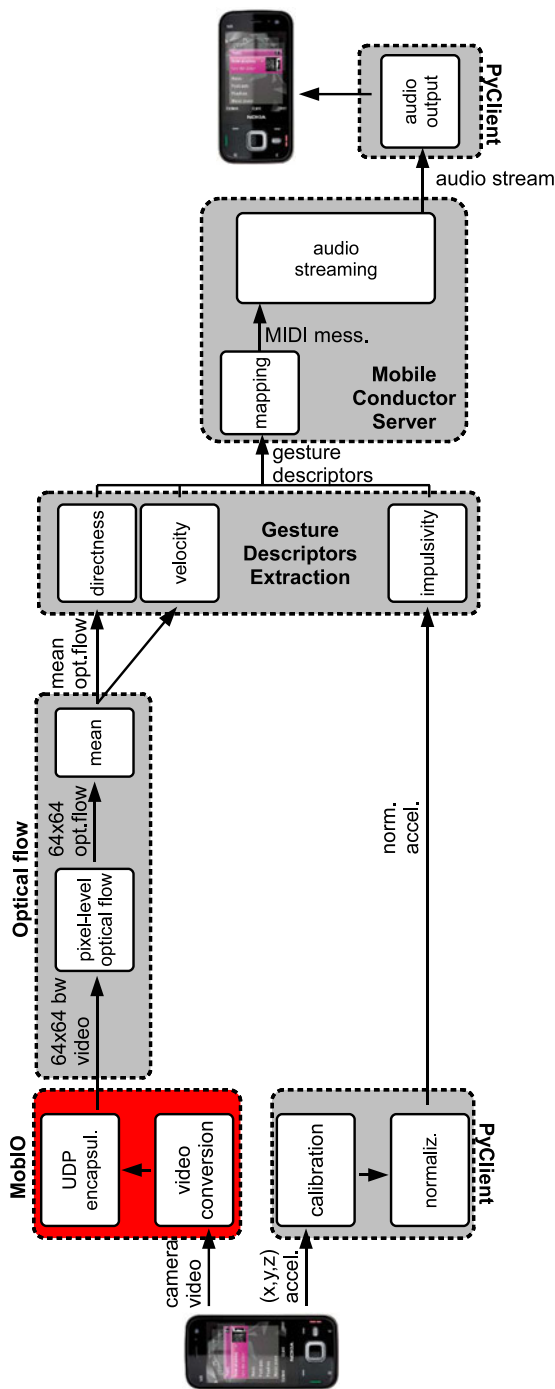 camera
video
MobIO
video
conversion
UDP
encapsul.
64x64 bw
video
Optical flow
pixel-level
optical flow
64x64
opt.flow
mean
mean
opt.flow
(x,y,z)
accel.
PyClient
calibration
normaliz.
norm.
accel.
directness
velocity
Gesture
Descriptors
Extraction
impulsivity
gesture
descriptors
mapping
MIDI mess.
audio
streaming
Mobile
Conductor
Server
audio stream
audio
output
PyClient
NOKIA
NOKIA